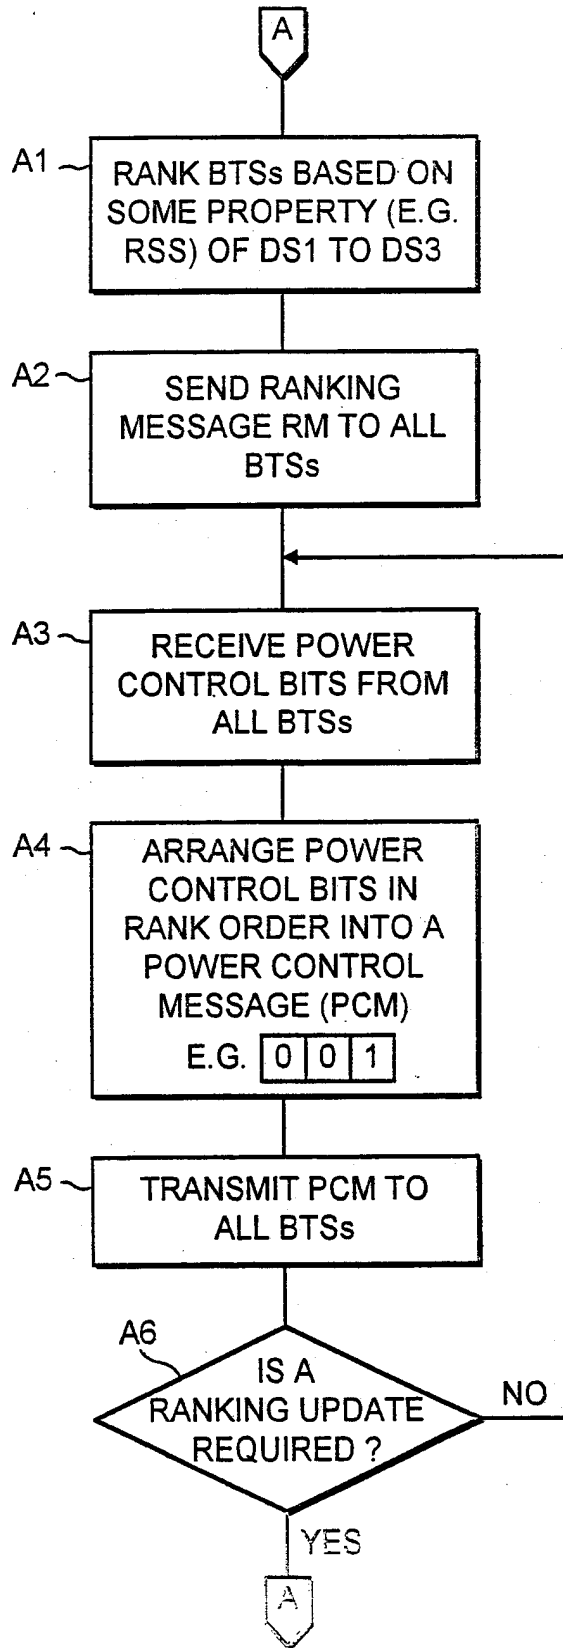 A
A1
RANK BTSs BASED ON
SOME PROPERTY (E.G.
RSS) OF DS1 TO DS3
A2
SEND RANKING
MESSAGE RM TO ALL
BTSs
A3
RECEIVE POWER
CONTROL BITS FROM
ALL BTSs
A4
ARRANGE POWER
CONTROL BITS IN
RANK ORDER INTO A
POWER CONTROL
MESSAGE (PCM)
E.G. 0 0 1
A5
TRANSMIT PCM TO
ALL BTSs
A6
IS A
RANKING UPDATE
REQUIRED ?
NO
YES
A